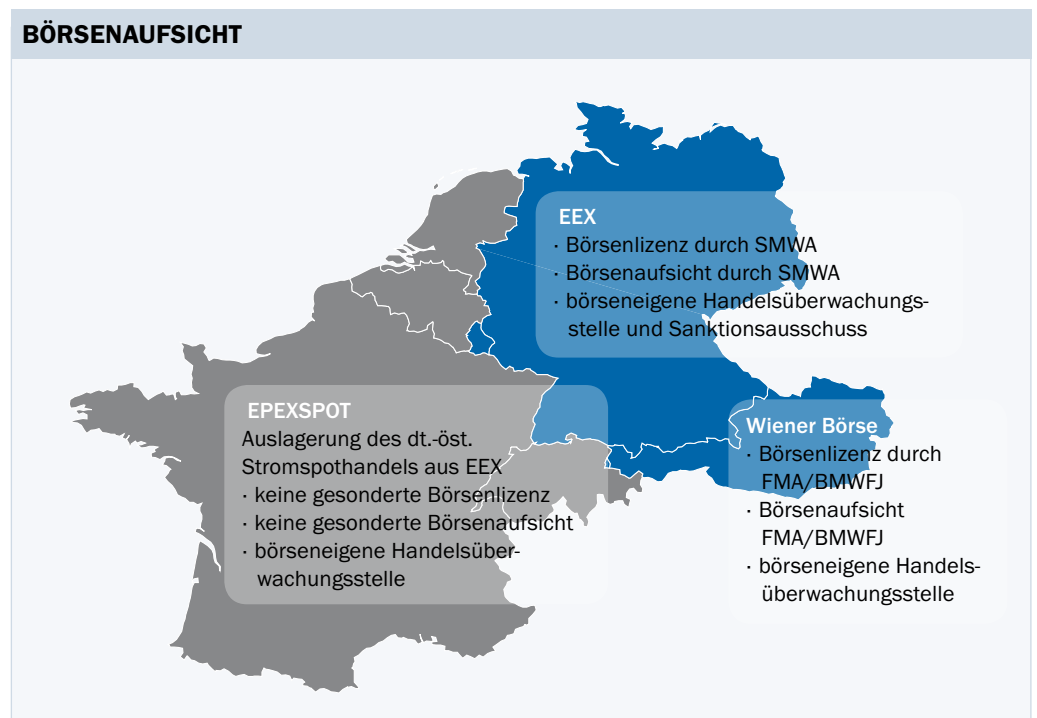 BÖRSENAUFSICHT
EEX
· Börsenlizenz durch SMWA
· Börsenaufsicht durch SMWA
· börseneigene Handelsüberwachungs-
stelle und Sanktionsausschuss
EPEXSPOT
Auslagerung des dt.-öst.
Stromspothandels aus EEX
· keine gesonderte Börsenlizenz
· keine gesonderte Börsenaufsicht
· börseneigene Handelsüber-
wachungsstelle
Wiener Börse
· Börsenlizenz durch
FMA/BMWFJ
· Börsenaufsicht
FMA/BMWFJ
· börseneigene Handels-
überwachungsstelle